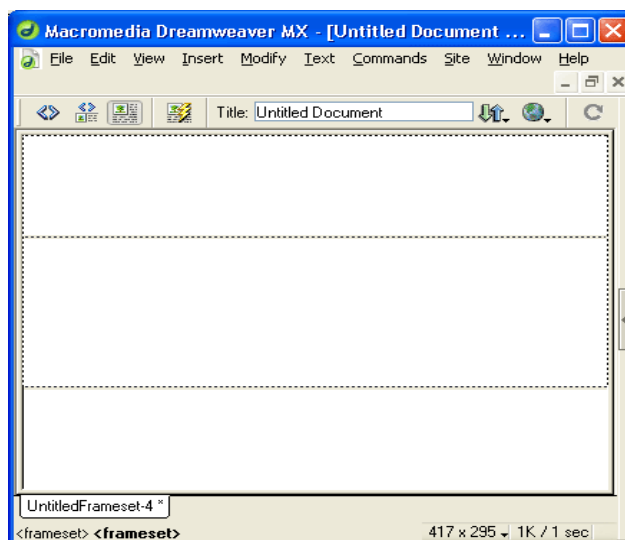 Macromedia Dreamweaver MX - [Untitled Document ...
File Edit View Insert Modify Text Commands Site Window Help
Title: Untitled Document
UntitledFrameset-4 *
<frameset> <frameset> 417 x 295 1K / 1 sec